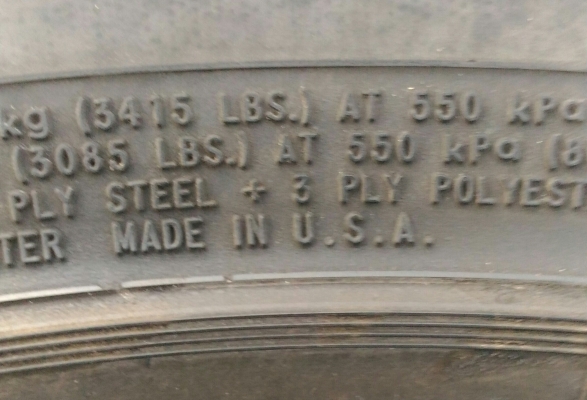 kg (3415 LBS.) AT 550 kPa
(3085 LBS.) AT 550 kPa (8
PLY STEEL + 3 PLY POLYEST
TER MADE IN U.S.A.